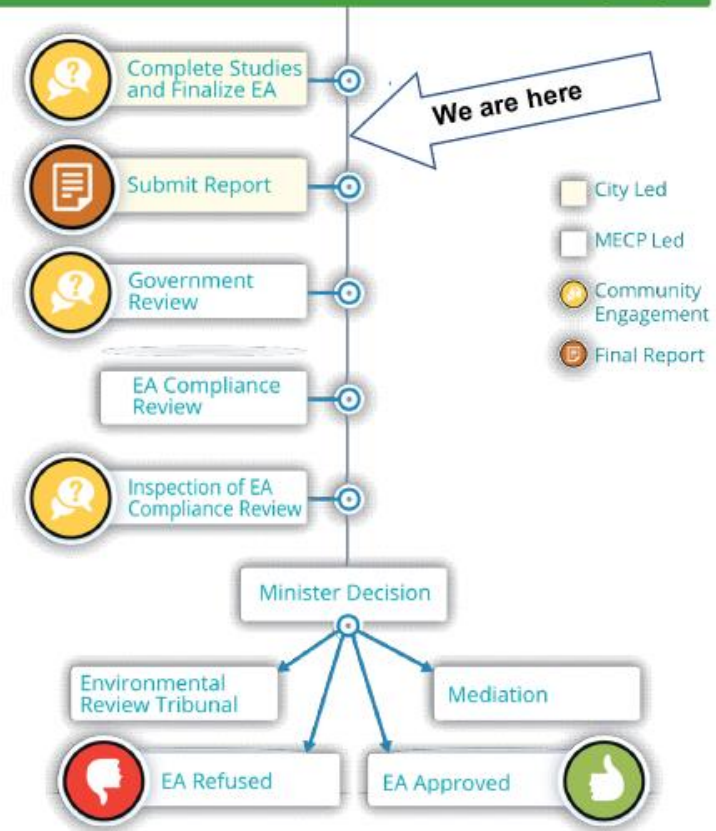 Complete Studies
and Finalize EA
We are here
Submit Report
City Led
MECP Led
Government
Review
Community
Engagement
Final Report
EA Compliance
Review
Inspection of EA
Compliance Review
Minister Decision
Environmental
Review Tribunal
Mediation
EA Refused
EA Approved